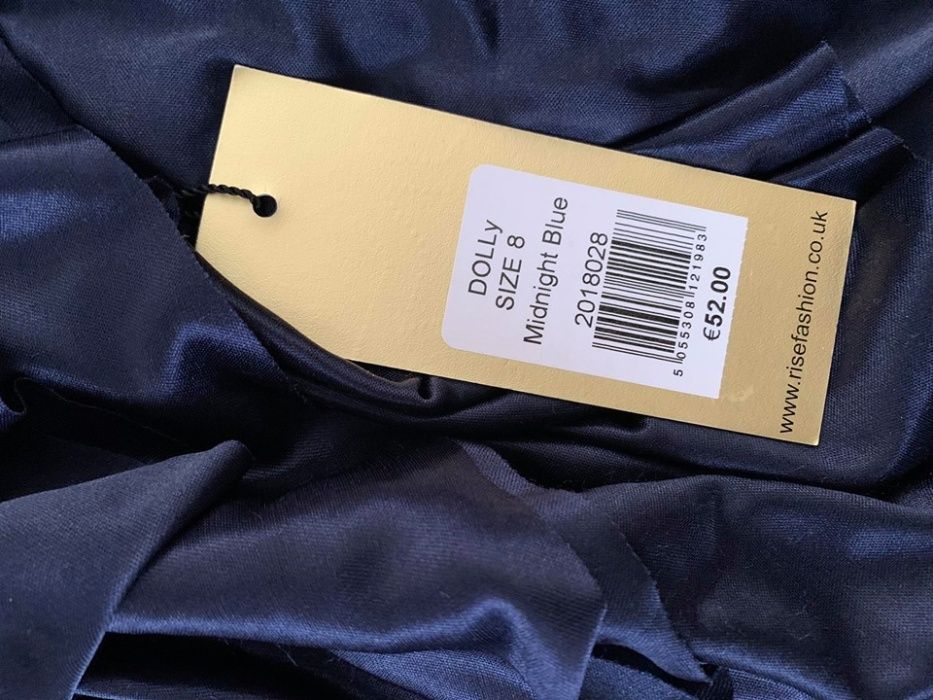 DOLLy
SIZE 8
Midnight Blue
2018028
5 055308 121983
€52.00
www.risefashion.co.uk